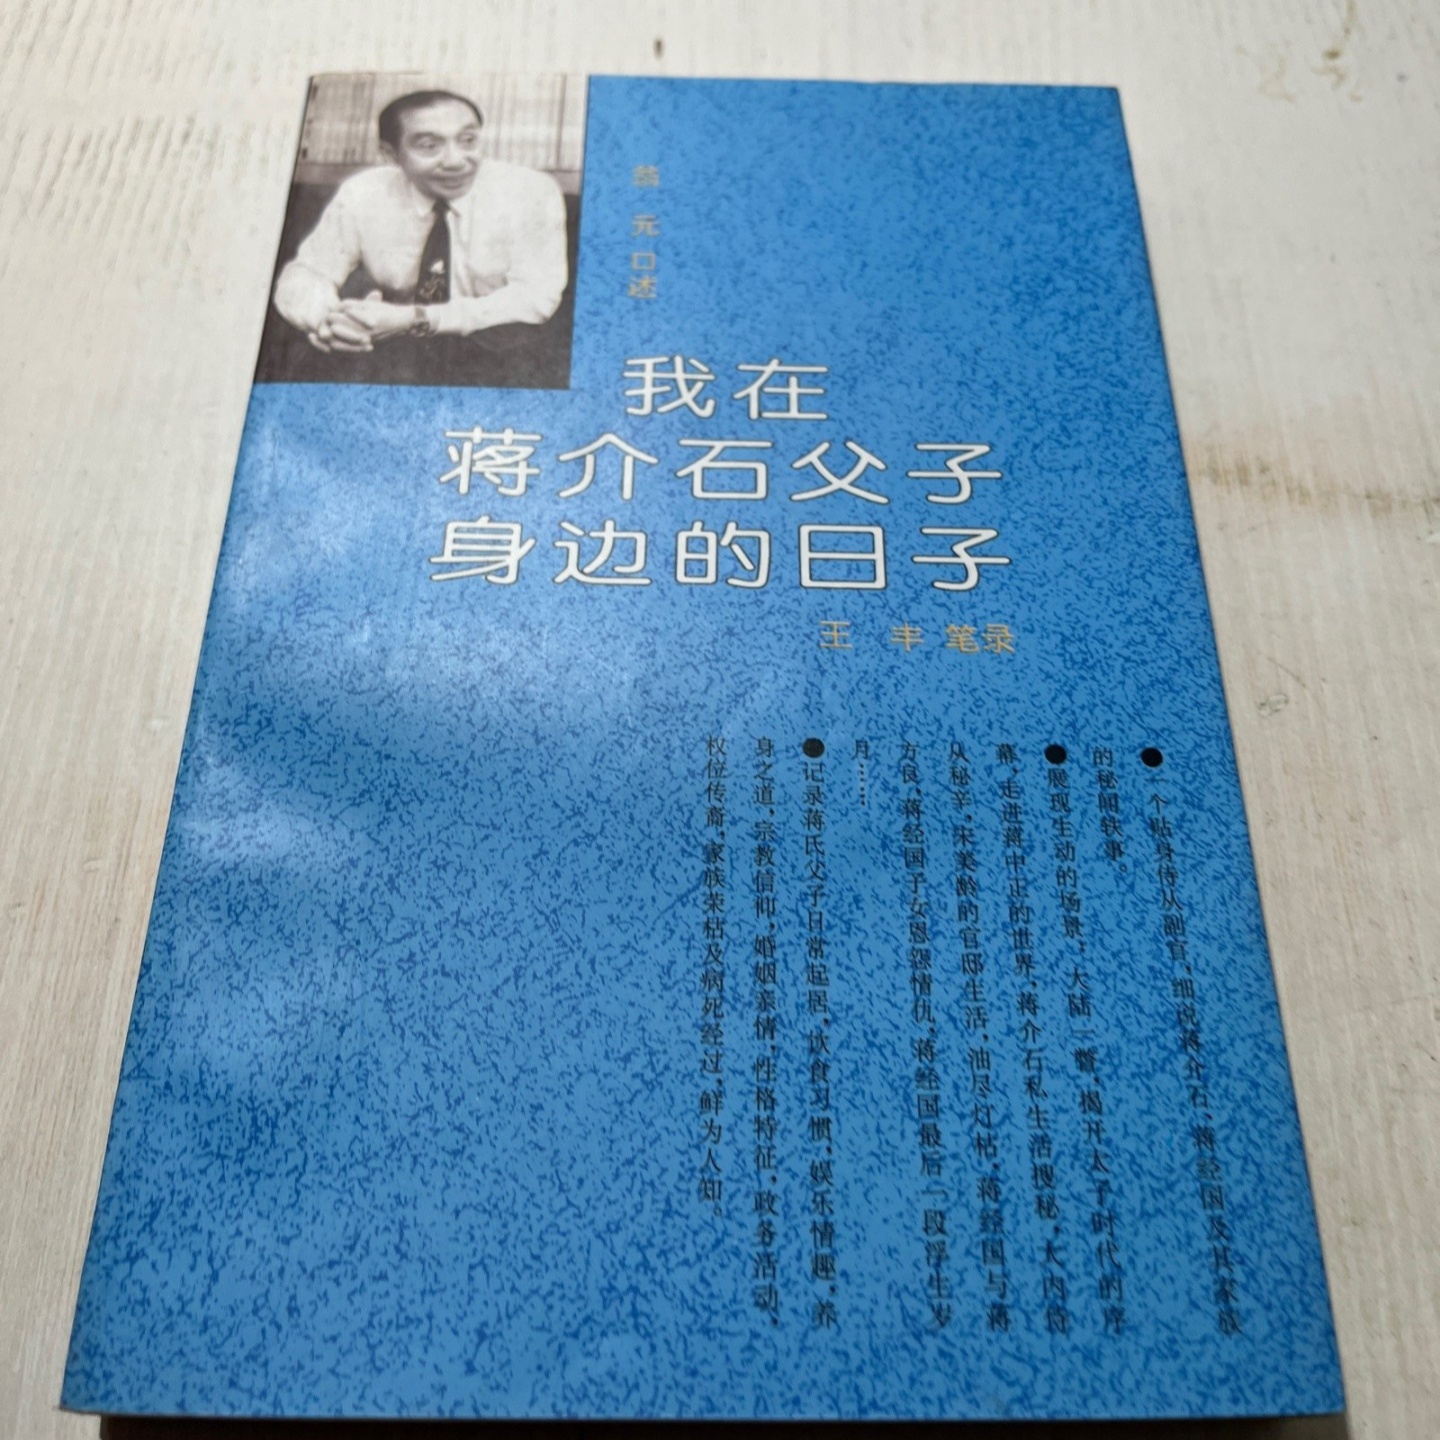 翁 元 口述
我在
蒋介石父子
身边的日子
王 丰 笔录
●一个贴身侍从副官，细说蒋介石、蒋经国及其家族
的秘闻轶事。
●展现生动的场景，大陆一瞥，揭开太子时代的序
幕，走进蒋中正的世界，蒋介石私生活搜秘，大内侍
从秘辛，宋美龄的官邸生活，油尽灯枯，蒋经国与蒋
方良，蒋经国子女恩怨情仇，蒋经国最后一段浮生岁
月……
●记录蒋氏父子日常起居，饮食习惯，娱乐情趣，养
身之道，宗教信仰，婚姻亲情，性格特征，政务活动，
权位传裔，家族荣枯及病死经过，鲜为人知。